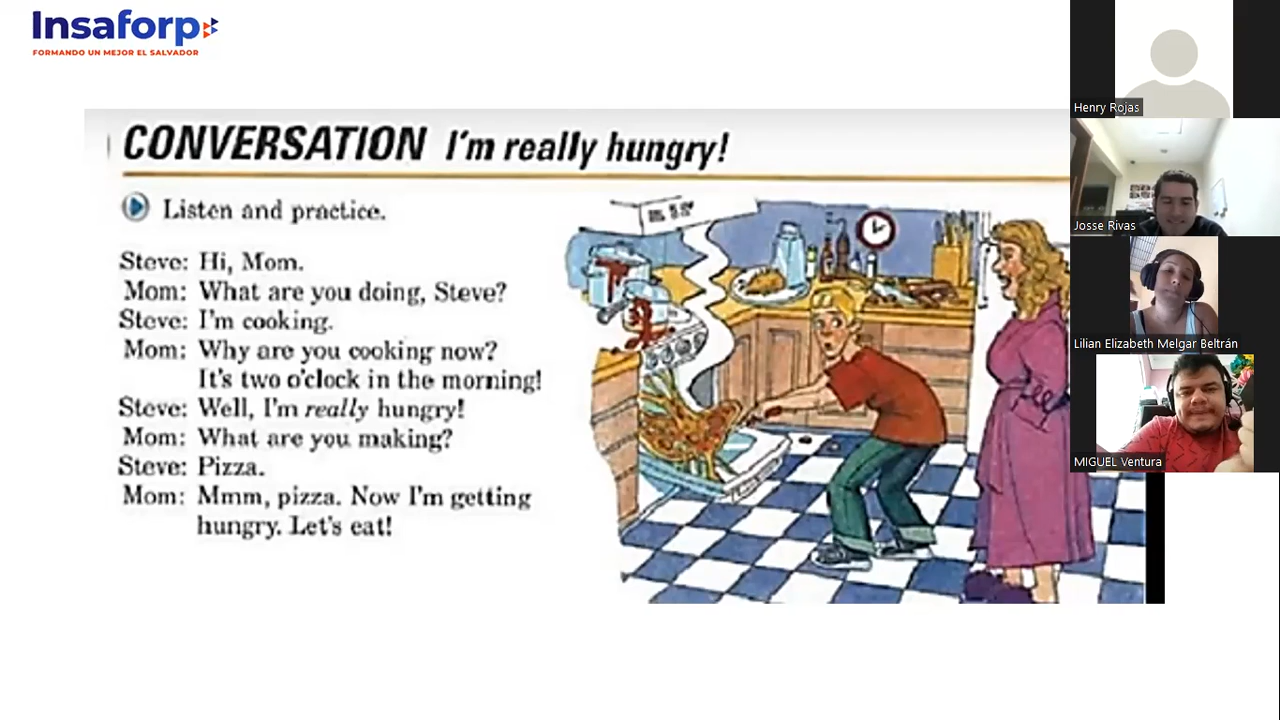 Insaforp
FORMANDO UN MEJOR EL SALVADOR
CONVERSATION I'm really hungry!
Listen and practice.
Steve: Hi, Mom.
Mom: What are you doing, Steve?
Steve: I'm cooking.
Mom: Why are you cooking now?
It's two o'clock in the morning!
Steve: Well, I'm really hungry!
Mom: What are you making?
Steve: Pizza.
Mom: Mmm, pizza. Now I'm getting
hungry. Let's eat!
Henry Rojas
Josse Rivas
Lilian Elizabeth Melgar Beltrán
MIGUEL Ventura